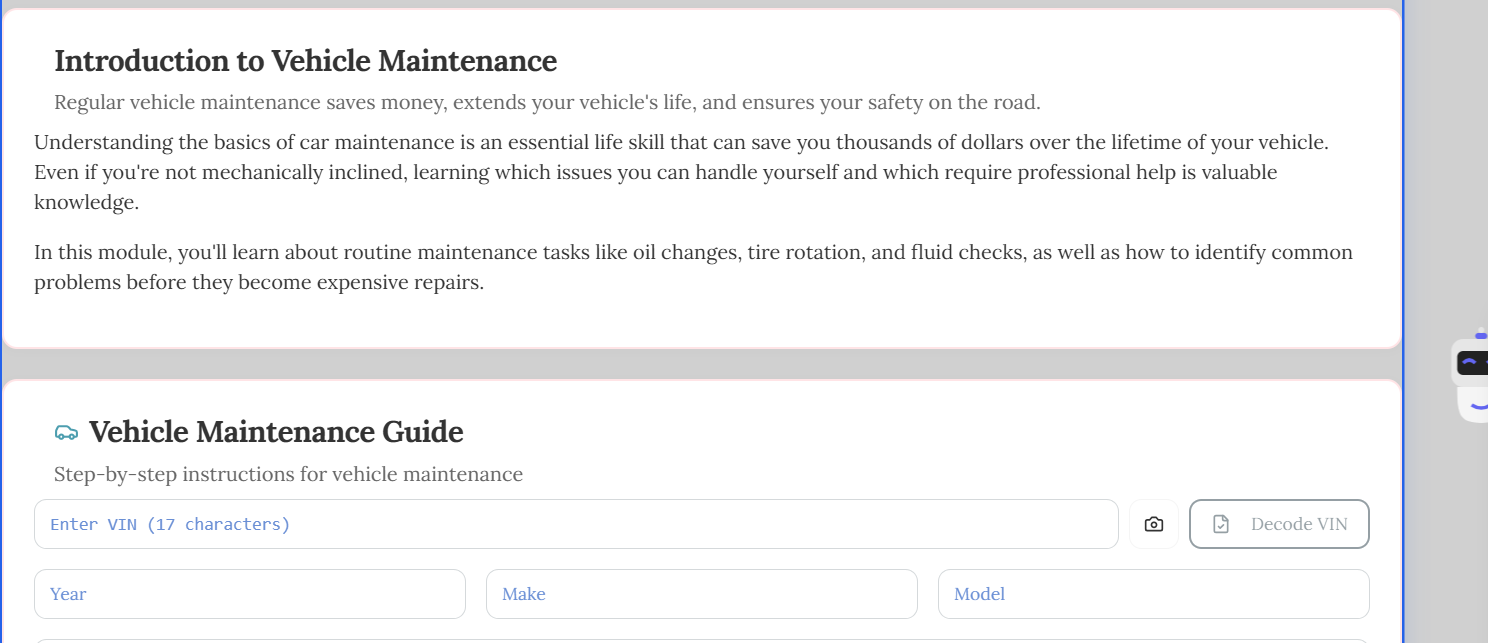 Introduction to Vehicle Maintenance
Regular vehicle maintenance saves money, extends your vehicle's life, and ensures your safety on the road.
Understanding the basics of car maintenance is an essential life skill that can save you thousands of dollars over the lifetime of your vehicle.
Even if you're not mechanically inclined, learning which issues you can handle yourself and which require professional help is valuable
knowledge.
In this module, you'll learn about routine maintenance tasks like oil changes, tire rotation, and fluid checks, as well as how to identify common
problems before they become expensive repairs.
Vehicle Maintenance Guide
Step-by-step instructions for vehicle maintenance
Enter VIN (17 characters)
Decode VIN
Year
Make
Model